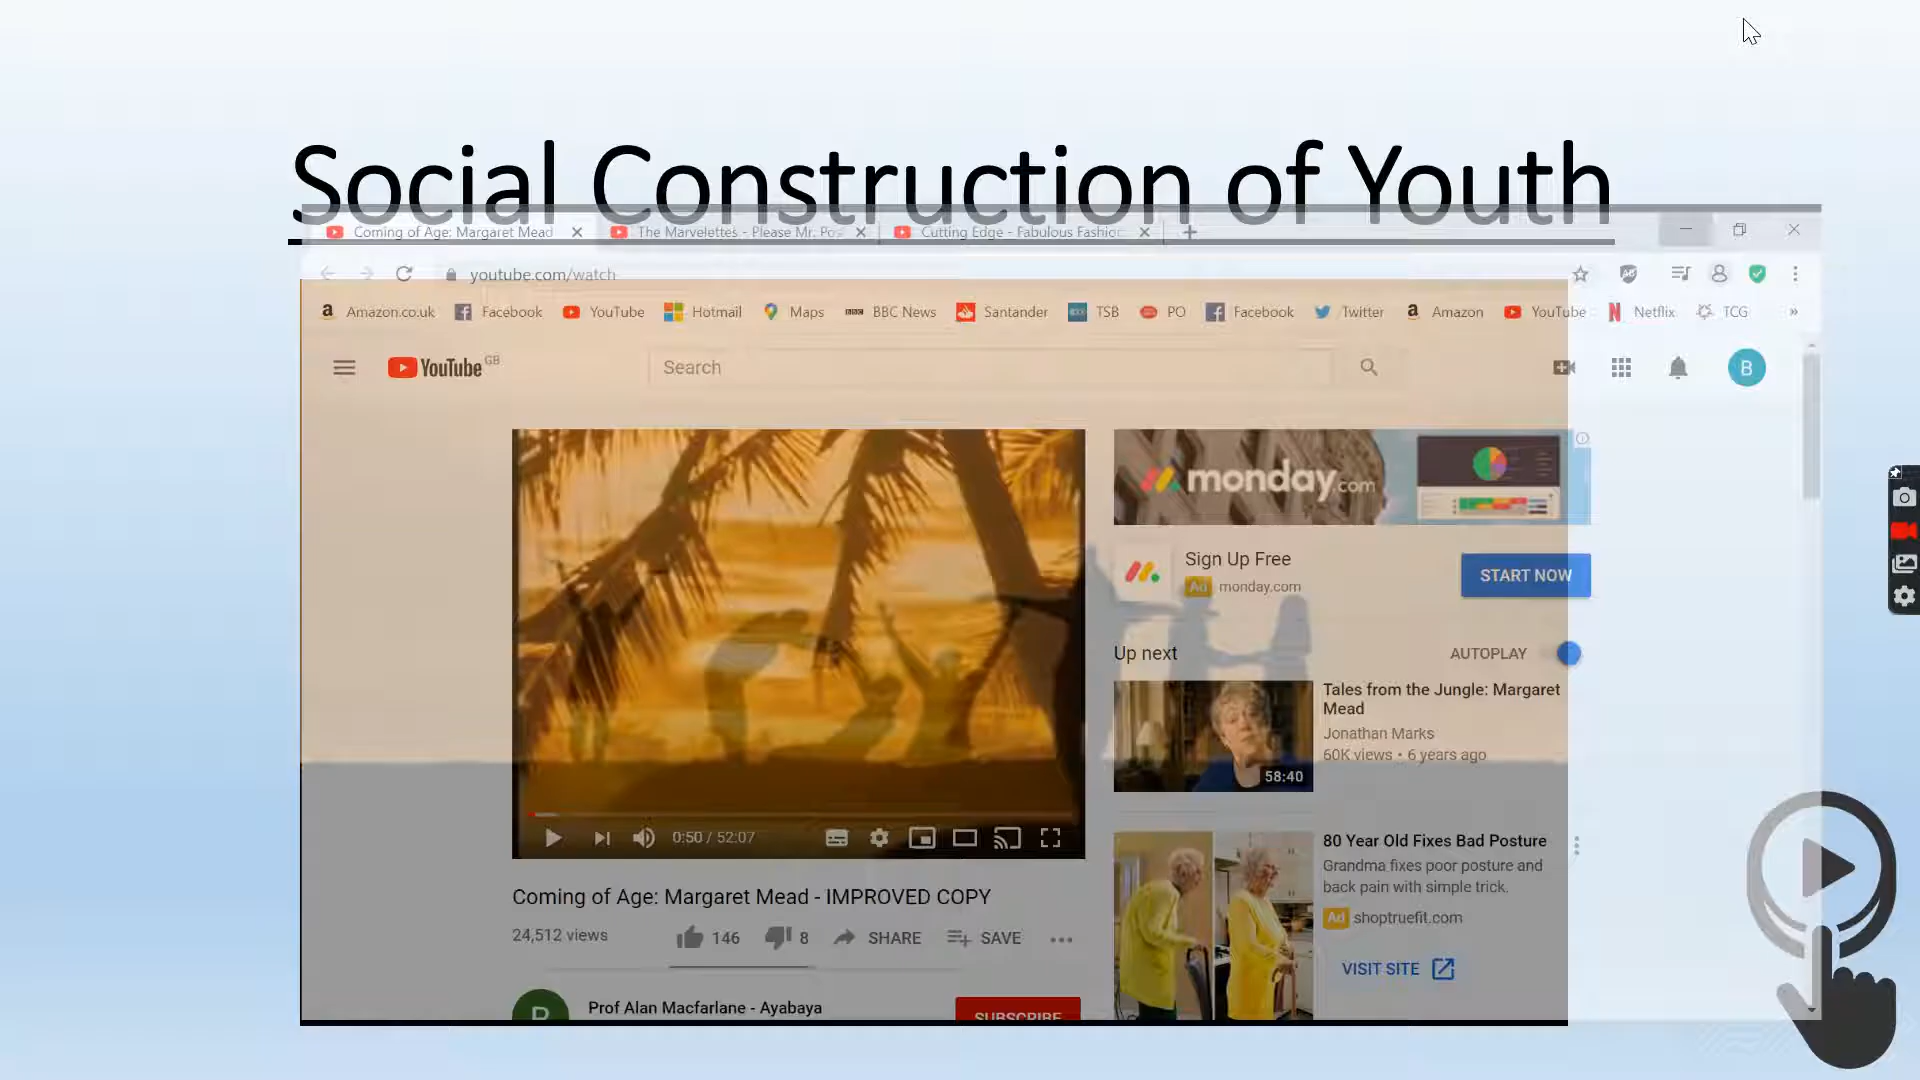 Social Construction of Youth
Coming of Age: Margaret Mead
The Marvelettes - Please Mr. Pos
Cutting Edge - Fabulous Fashion
youtube.com/watch
Amazon.co.uk Facebook YouTube Hotmail Maps BBC News Santander TSB PO Facebook Twitter Amazon YouTube Netflix TCG »
YouTube GB
Search
B
monday.com
Sign Up Free
Ad monday.com
START NOW
Up next
AUTOPLAY
Tales from the Jungle: Margaret
Mead
Jonathan Marks
60K views • 6 years ago
58:40
0:50 / 52:07
80 Year Old Fixes Bad Posture
Grandma fixes poor posture and
back pain with simple trick.
Ad shoptruefit.com
VISIT SITE
Coming of Age: Margaret Mead - IMPROVED COPY
24,512 views
146
8
SHARE
SAVE
Prof Alan Macfarlane - Ayabaya
SUBSCRIBE